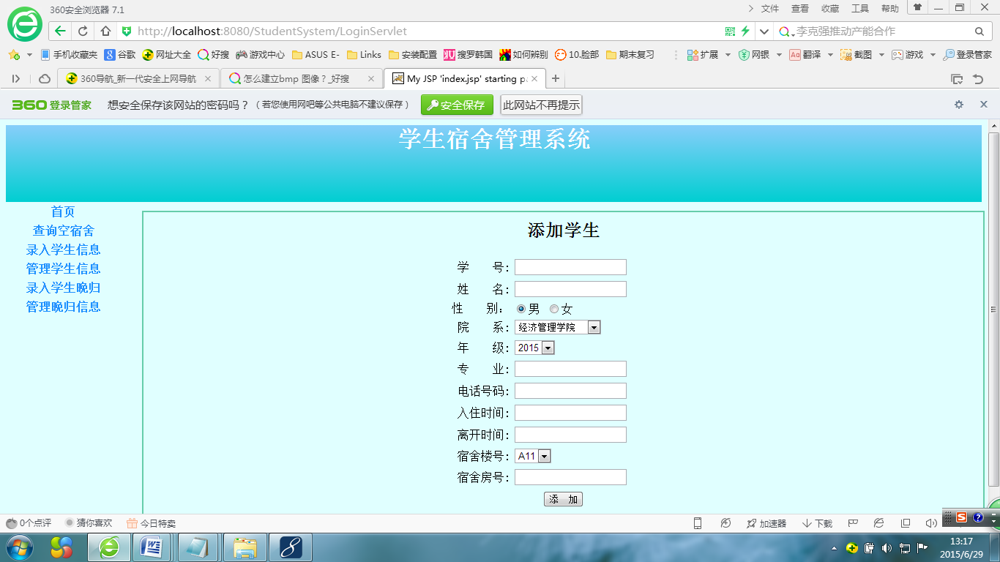 360安全浏览器 7.1
文件 查看 收藏 工具 帮助
http://localhost:8080/StudentSystem/LoginServlet
李克强推动产能合作
手机收藏夹 谷歌 网址大全 好搜 游戏中心 ASUS E- Links 安装配置 搜罗韩国 如何辨别 10.脸部 期末复习 扩展 网银 翻译 截图 游戏 登录管家
360导航_新一代安全上网导航 怎么建立bmp 图像？_好搜 My JSP 'index.jsp' starting pa
360登录管家 想安全保存该网站的密码吗？（若您使用网吧等公共电脑不建议保存） 安全保存 此网站不再提示
学生宿舍管理系统
首页
查询空宿舍
录入学生信息
管理学生信息
录入学生晚归
管理晚归信息
添加学生
学 号：
姓 名：
性 别： 男 女
院 系： 经济管理学院
年 级： 2015
专 业：
电话号码：
入住时间：
离开时间：
宿舍楼号： A11
宿舍房号：
添 加
0个点评 猜你喜欢 今日特卖 加速器 下载
13:17
2015/6/29